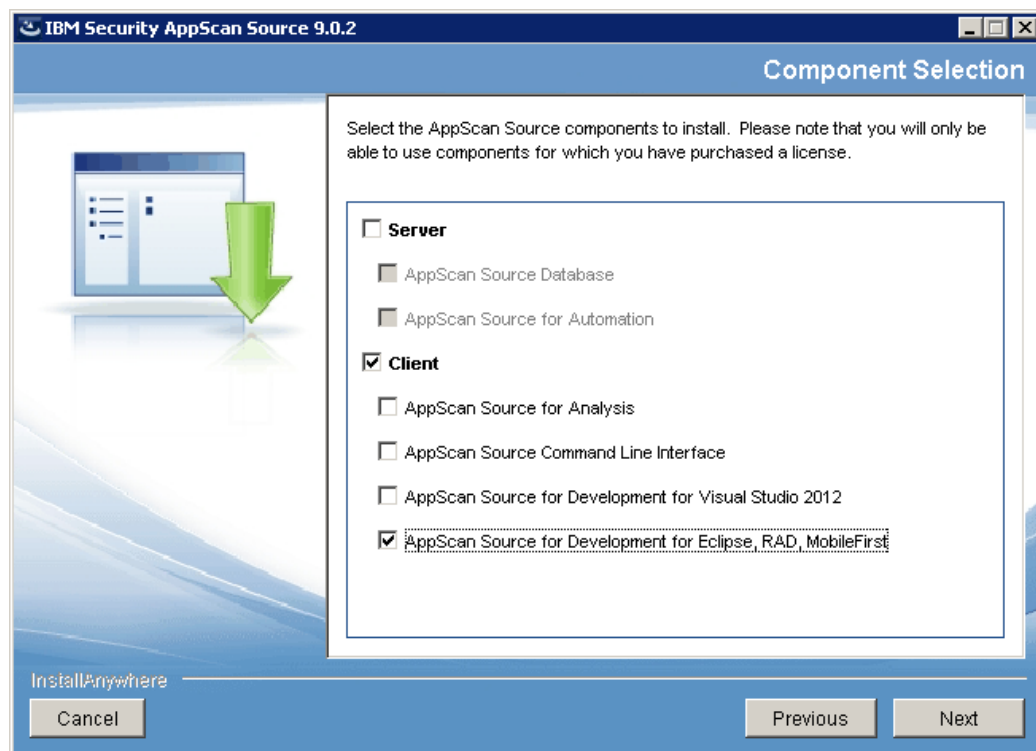 IBM Security AppScan Source 9.0.2
Component Selection
Select the AppScan Source components to install. Please note that you will only be
able to use components for which you have purchased a license.
Server
AppScan Source Database
AppScan Source for Automation
Client
AppScan Source for Analysis
AppScan Source Command Line Interface
AppScan Source for Development for Visual Studio 2012
AppScan Source for Development for Eclipse, RAD, MobileFirst
InstallAnywhere
Cancel
Previous
Next